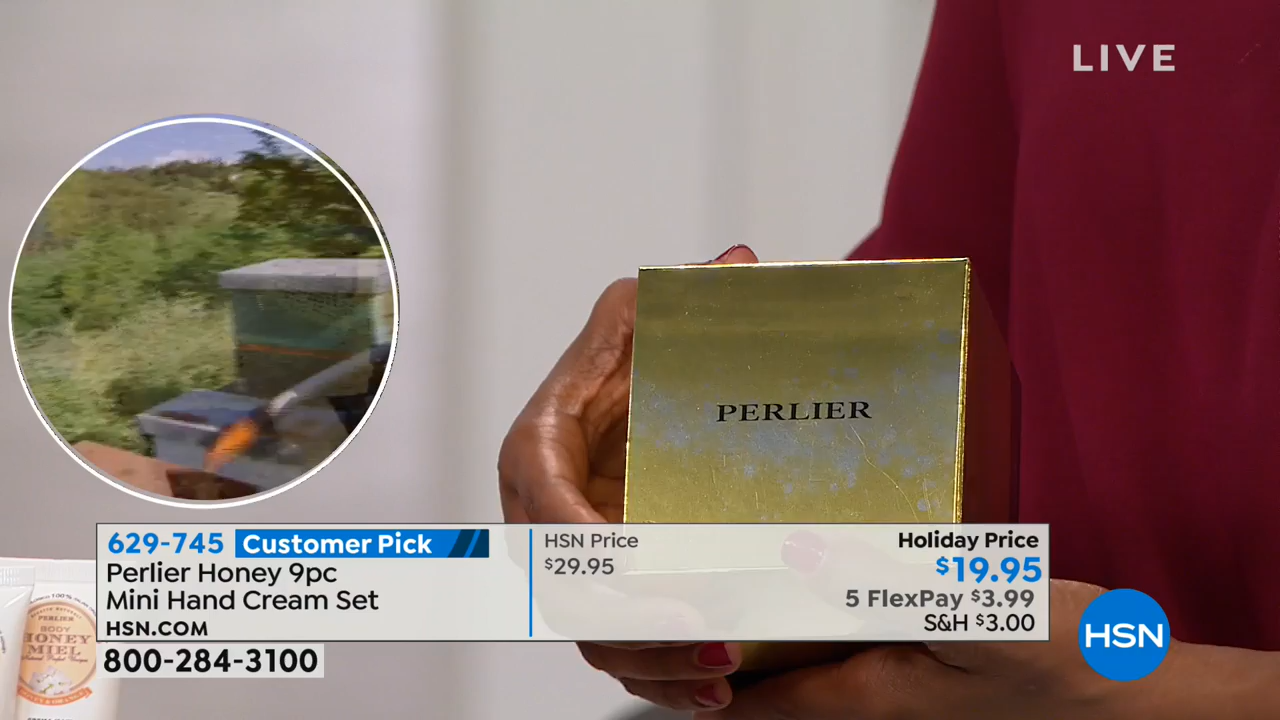 LIVE
PERLIER
629-745 Customer Pick
Perlier Honey 9pc
Mini Hand Cream Set
HSN.COM
800-284-3100
HSN Price
$29.95
Holiday Price
$19.95
5 FlexPay $3.99
S&H $3.00
HSN
PERLIER
BODY
HONEY
MIEL